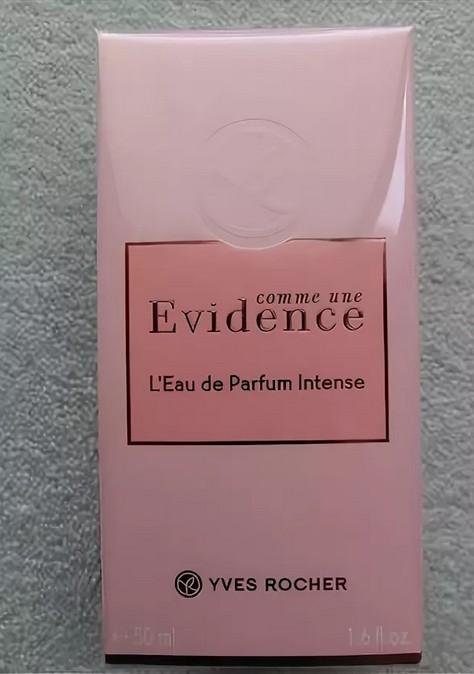 comme une
Evidence
L'Eau de Parfum Intense
YVES ROCHER
50 ml 1.6 fl.oz.